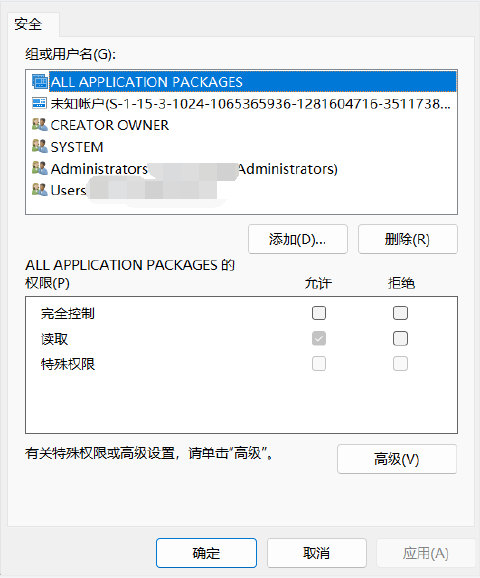 安全
组或用户名(G):
ALL APPLICATION PACKAGES
未知帐户(S-1-15-3-1024-1065365936-1281604716-3511738...
CREATOR OWNER
SYSTEM
Administrators Administrators)
Users
添加(D)... 删除(R)
ALL APPLICATION PACKAGES 的
权限(P) 允许 拒绝
完全控制
读取
特殊权限
有关特殊权限或高级设置，请单击"高级"。
高级(V)
确定 取消 应用(A)